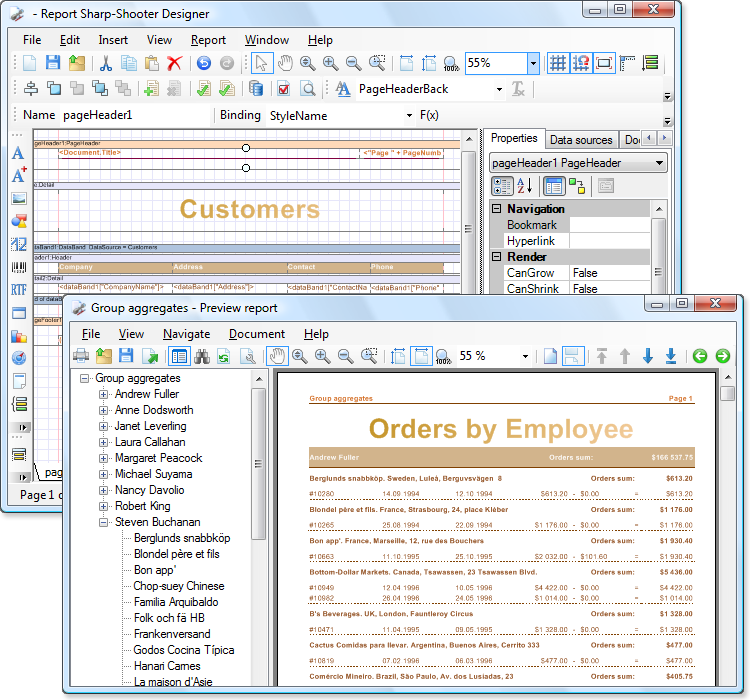 - Report Sharp-Shooter Designer
File Edit Insert View Report Window Help
100% 55%
PageHeaderBack
Name pageHeader1 Binding StyleName F(x)
Properties Data sources
pageHeader1:PageHeader
<Document:Title> <"Page " + PageNumb
pageHeader1 PageHeader
:Detail
Customers
Navigation
Bookmark
Hyperlink
Render
CanGrow False
CanShrink False
DataBand DataSource = Customers
Header
Company Address Contact Phone
<dataBand1["CompanyName"]> <dataBand1["Address"]> <dataBand1["ContactNa <dataBand1["Phone"
RTF
Page 1
Group aggregates - Preview report
File View Navigate Document Help
100% 55 %
Group aggregates
Andrew Fuller
Anne Dodsworth
Janet Leverling
Laura Callahan
Margaret Peacock
Michael Suyama
Nancy Davolio
Robert King
Steven Buchanan
Berglunds snabbköp
Blondel père et fils
Bon app'
Chop-suey Chinese
Familia Arquibaldo
Folk och fä HB
Frankenversand
Godos Cocina Típica
Hanari Carnes
La maison d'Asie
Group aggregates Page 1
Orders by Employee
Andrew Fuller Orders sum: $166 537.75
Berglunds snabbköp. Sweden, Luleå, Berguvsvägen 8 Orders sum: $613.20
#10280 14.09 1994 12.10 1994 $613.20 - $0.00 = $613.20
Blondel père et fils. France, Strasbourg, 24, place Kléber Orders sum: $1 176.00
#10265 25.08 1994 22.09 1994 $1 176.00 - $0.00 = $1 176.00
Bon app'. France, Marseille, 12, rue des Bouchers Orders sum: $1 930.40
#10663 11.10.1995 25.10 1995 $2 032.00 - $101.60 = $1 930.40
Bottom-Dollar Markets. Canada, Tsawassen, 23 Tsawassen Blvd. Orders sum: $5 436.00
#10949 12.04 1996 10.05 1996 $4 422.00 - $0.00 = $4 422.00
#10982 26.04 1996 24.05 1996 $1 014.00 - $0.00 = $1 014.00
B's Beverages. UK, London, Fauntleroy Circus Orders sum: $1 328.00
#10471 11.04.1995 09.05 1995 $1 328.00 - $0.00 = $1 328.00
Cactus Comidas para llevar. Argentina, Buenos Aires, Cerrito 333 Orders sum: $477.00
#10819 07.02 1996 06.03 1996 $477.00 - $0.00 = $477.00
Comércio Mineiro. Brazil, São Paulo, Av. dos Lusíadas, 23 Orders sum: $405.75